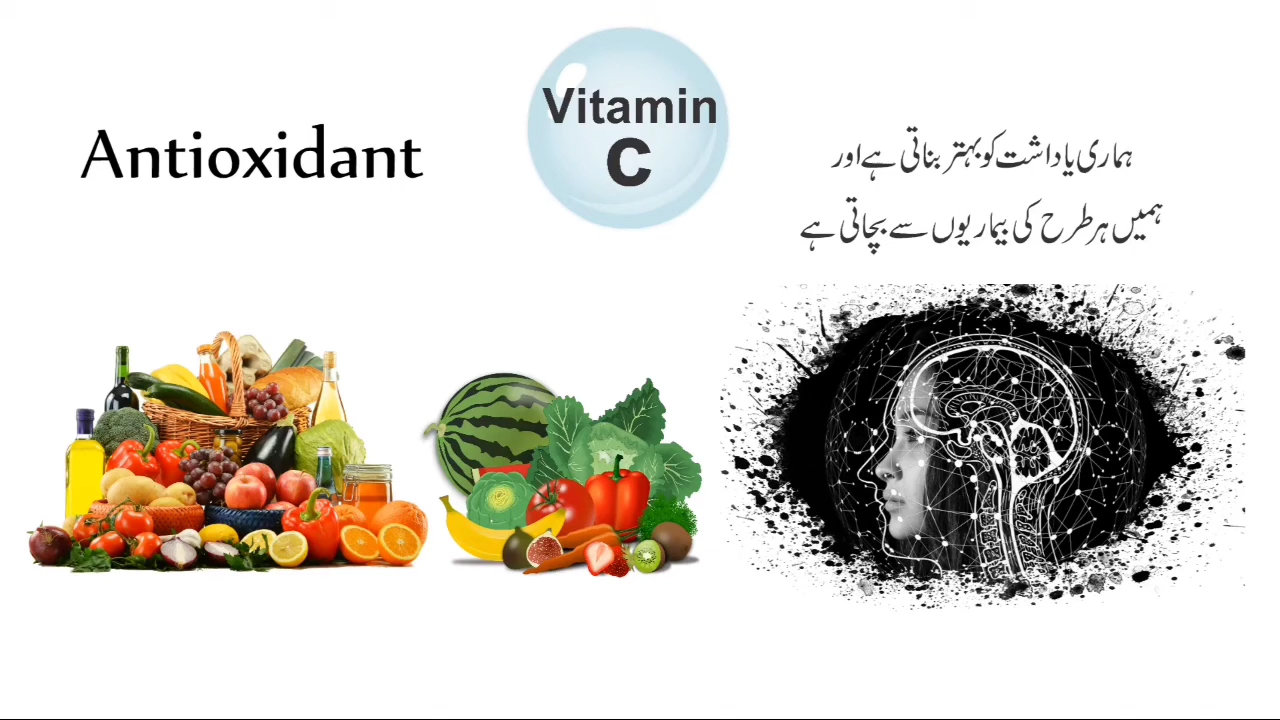 Antioxidant
Vitamin
C
ہماری یاداشت کو بہتر بناتی ہے اور
ہمیں ہر طرح کی بیماریوں سے بچاتی ہے